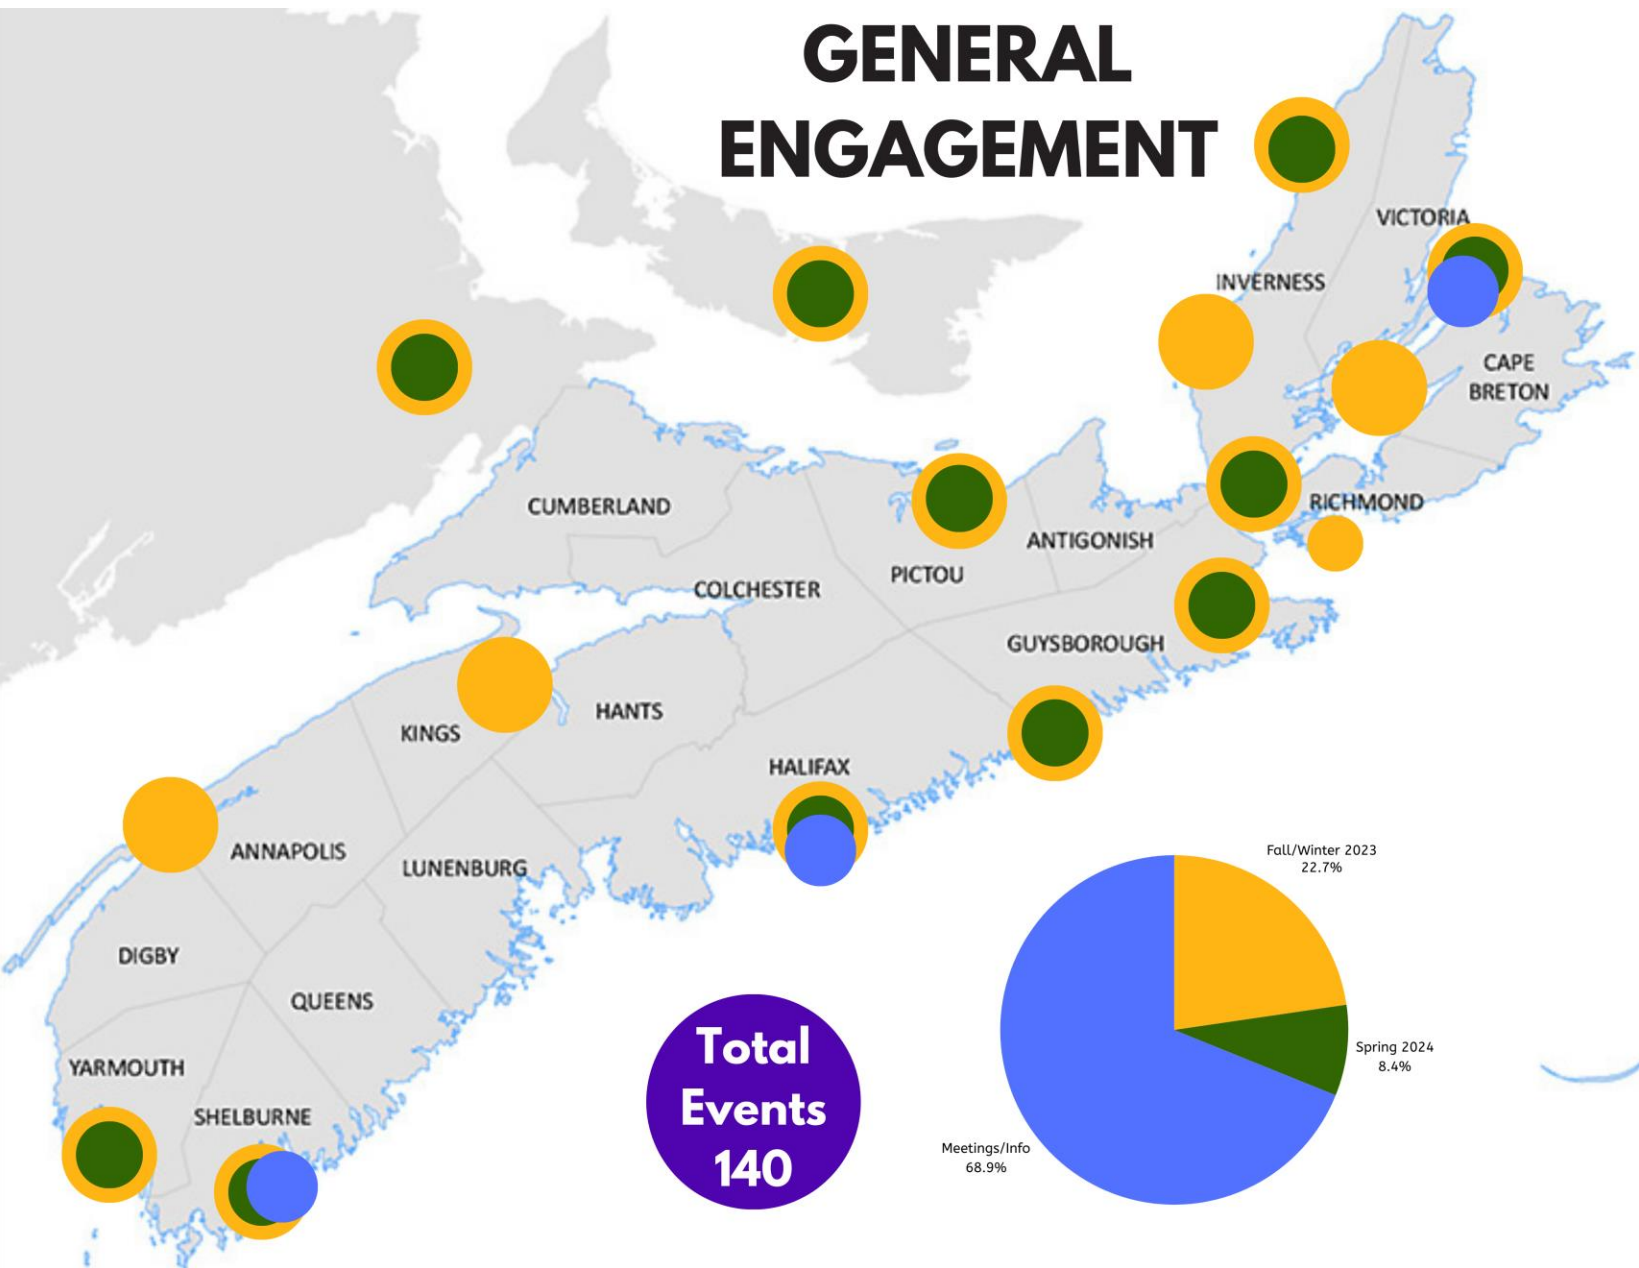 GENERAL
ENGAGEMENT
VICTORIA
INVERNESS
CAPE
BRETON
RICHMOND
CUMBERLAND
ANTIGONISH
PICTOU
COLCHESTER
GUYSBOROUGH
HANTS
KINGS
HALIFAX
ANNAPOLIS
LUNENBURG
DIGBY
QUEENS
YARMOUTH
SHELBURNE
Total
Events
140
Fall/Winter 2023
22.7%
Spring 2024
8.4%
Meetings/Info
68.9%